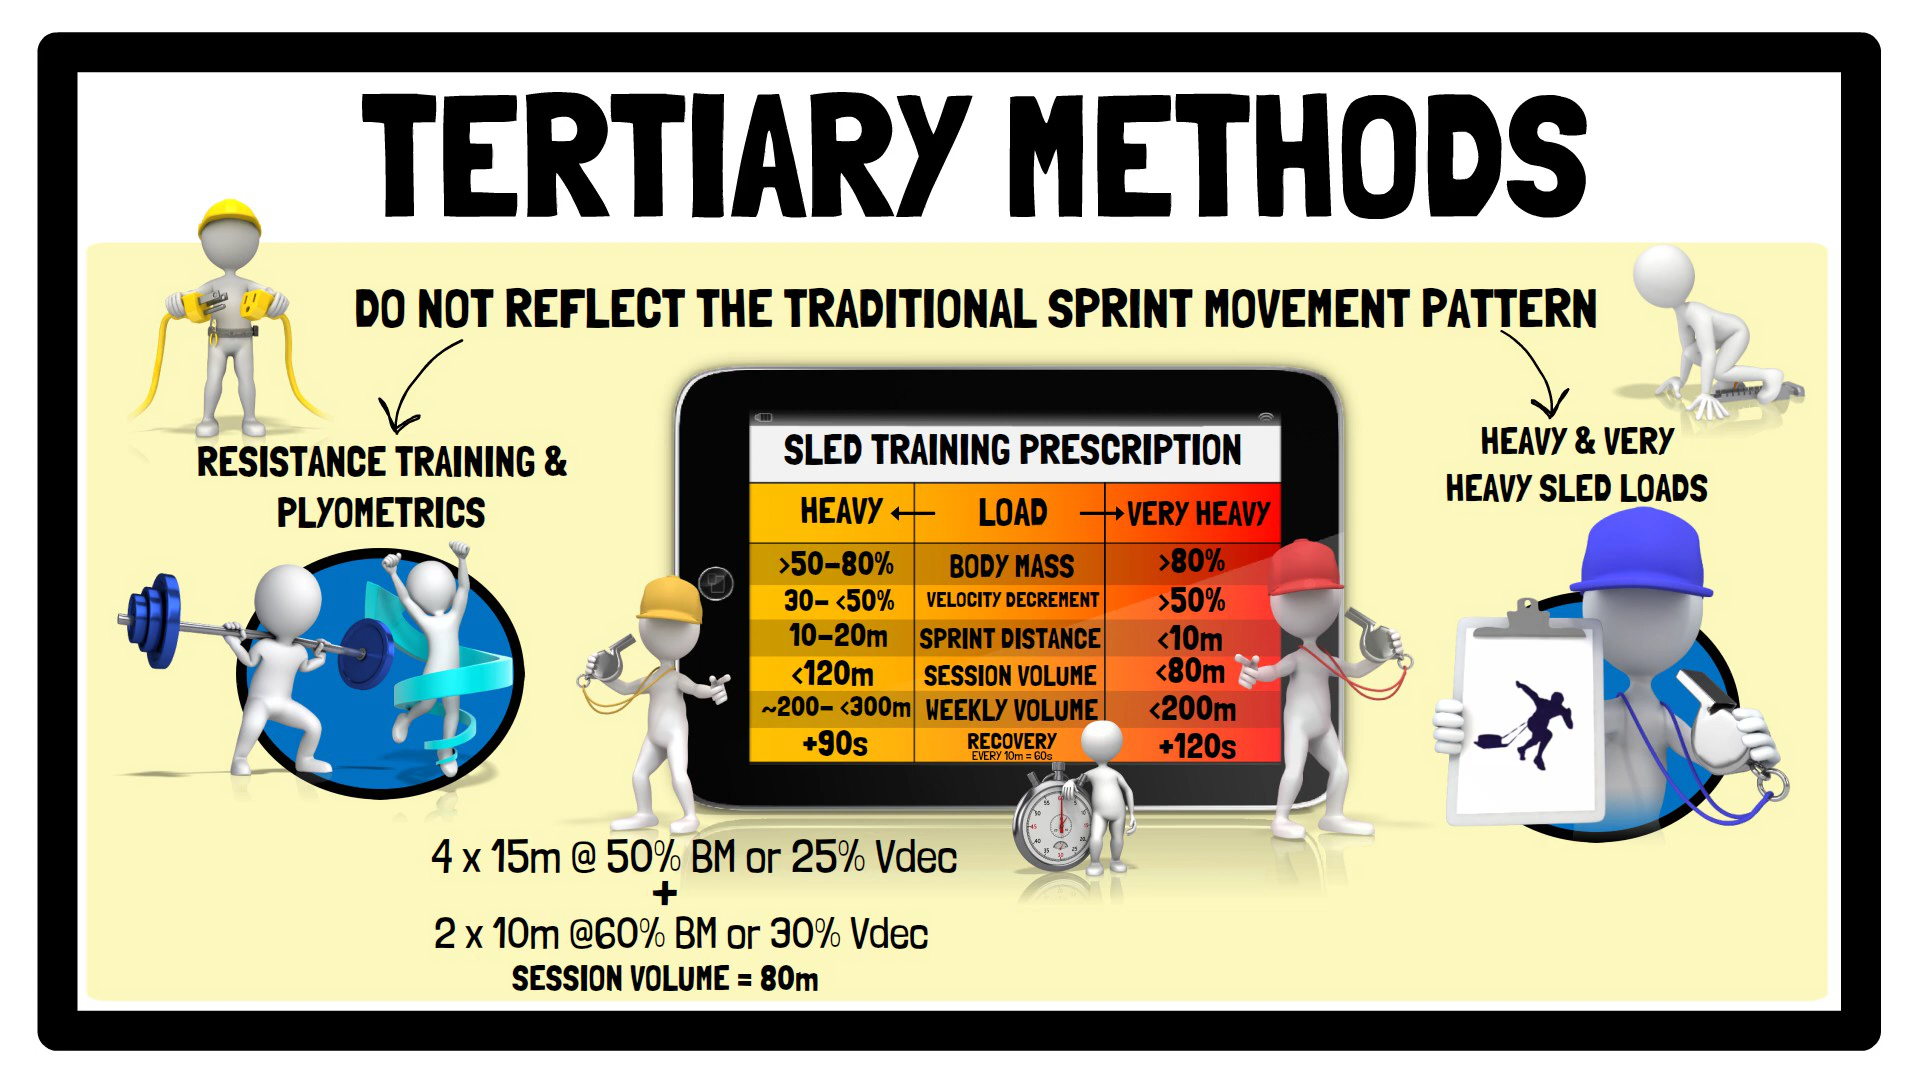 TERTIARY METHODS
DO NOT REFLECT THE TRADITIONAL SPRINT MOVEMENT PATTERN
RESISTANCE TRAINING &
PLYOMETRICS
HEAVY & VERY
HEAVY SLED LOADS
SLED TRAINING PRESCRIPTION
HEAVY LOAD VERY HEAVY
>50-80% BODY MASS >80%
30- <50% VELOCITY DECREMENT >50%
10-20m SPRINT DISTANCE <10m
<120m SESSION VOLUME <80m
~200- <300m WEEKLY VOLUME <200m
+90s RECOVERY +120s
EVERY 10m = 60s
4 x 15m @ 50% BM or 25% Vdec
+
2 x 10m @60% BM or 30% Vdec
SESSION VOLUME = 80m